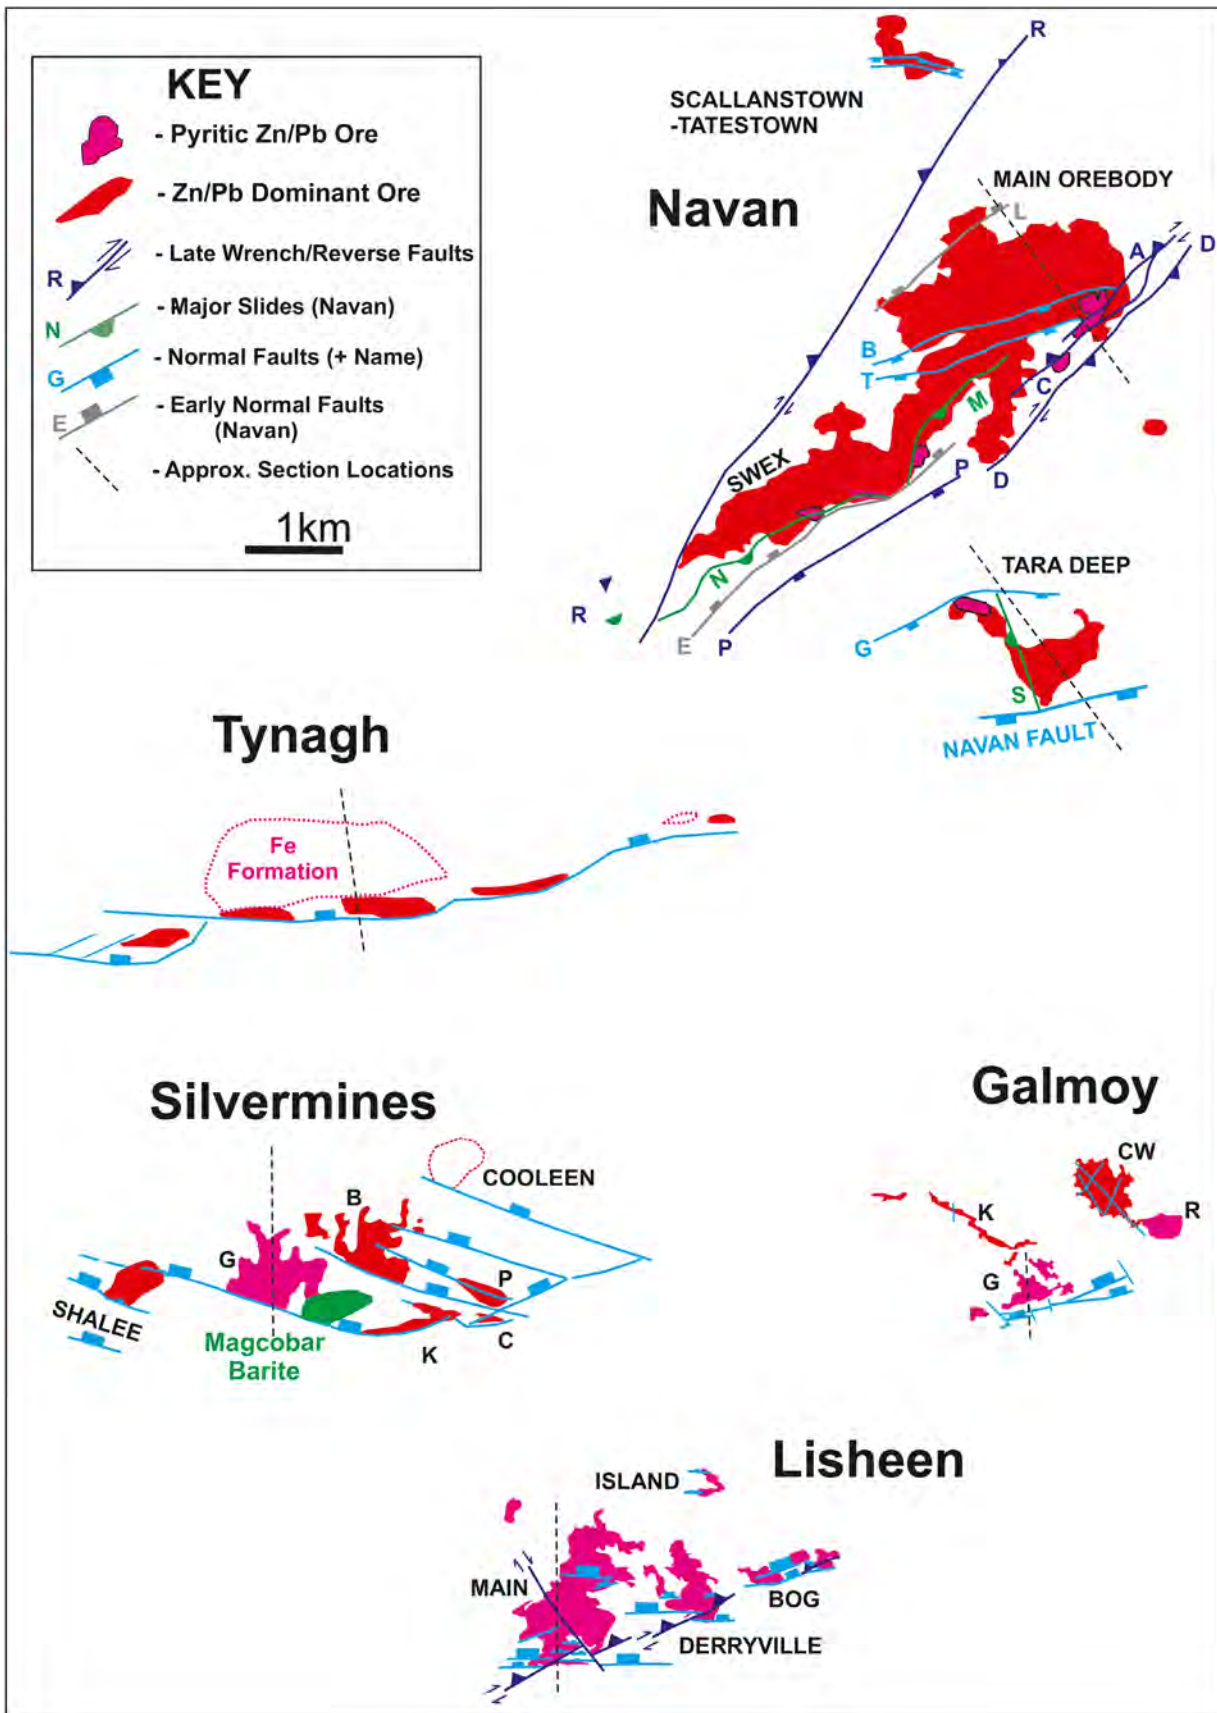 KEY
- Pyritic Zn/Pb Ore
- Zn/Pb Dominant Ore
R
- Late Wrench/Reverse Faults
N
- Major Slides (Navan)
G
- Normal Faults (+ Name)
E
- Early Normal Faults
(Navan)
- Approx. Section Locations
1km
R
SCALLANSTOWN
-TATESTOWN
Navan
MAIN OREBODY
L
A
D
B
T
C
M
SWEX
P
D
N
R
E
P
TARA DEEP
G
S
NAVAN FAULT
Tynagh
Fe
Formation
Silvermines
COOLEEN
B
G
P
SHALEE
Magcobar
Barite
K
C
Galmoy
CW
K
R
G
Lisheen
ISLAND
MAIN
BOG
DERRYVILLE